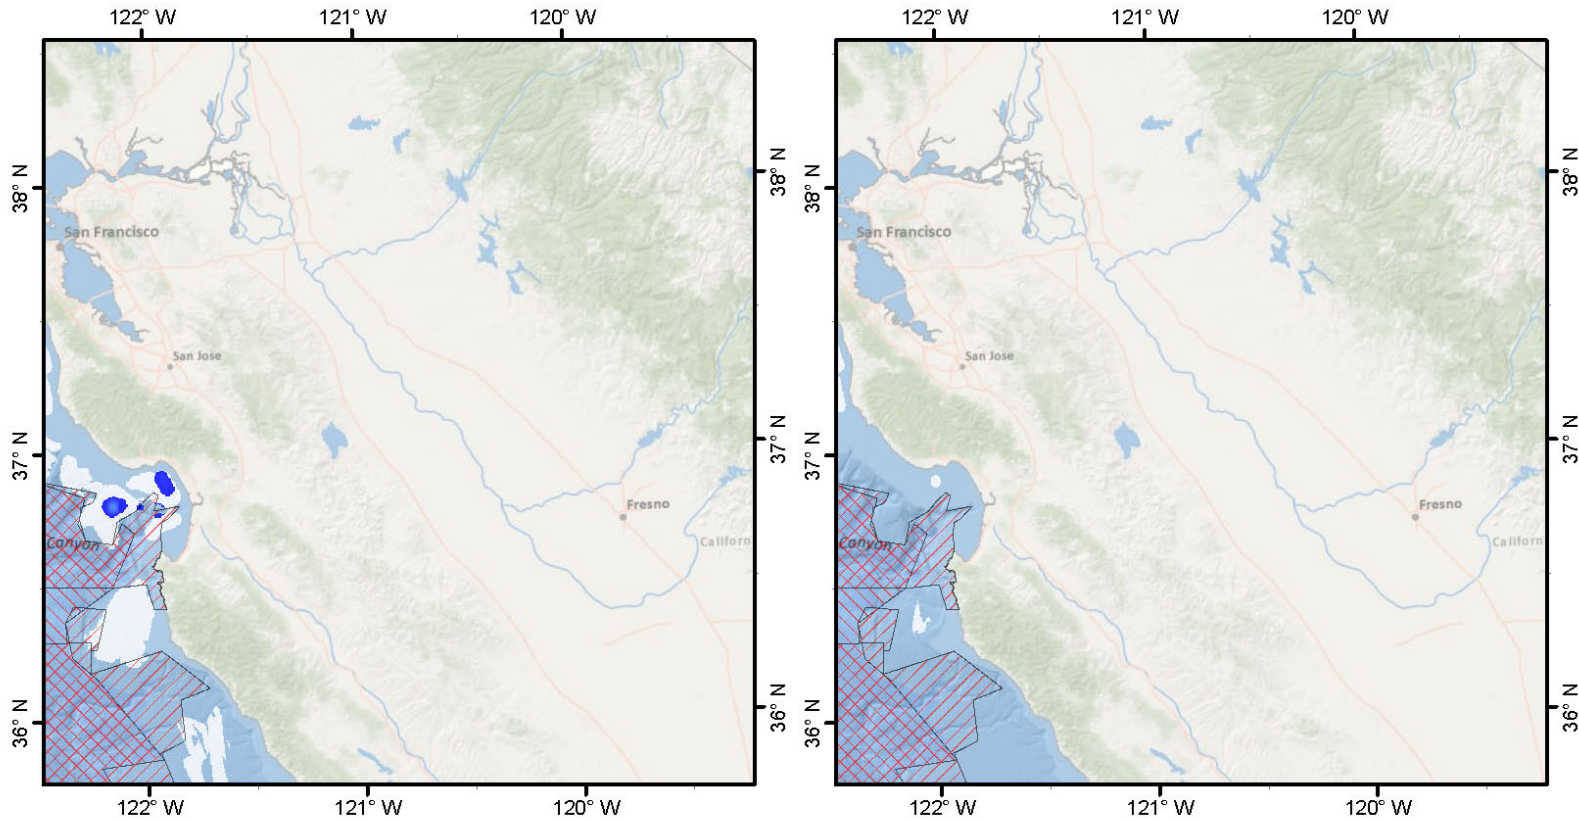 122° W 121° W 120° W 122° W 121° W 120° W
38° N 38° N 38° N 38° N
San Francisco San Francisco
San Jose San Jose
37° N 37° N 37° N 37° N
Fresno Fresno
Canyon Californ Canyon Californ
36° N 36° N 36° N 36° N
122° W 121° W 120° W 122° W 121° W 120° W